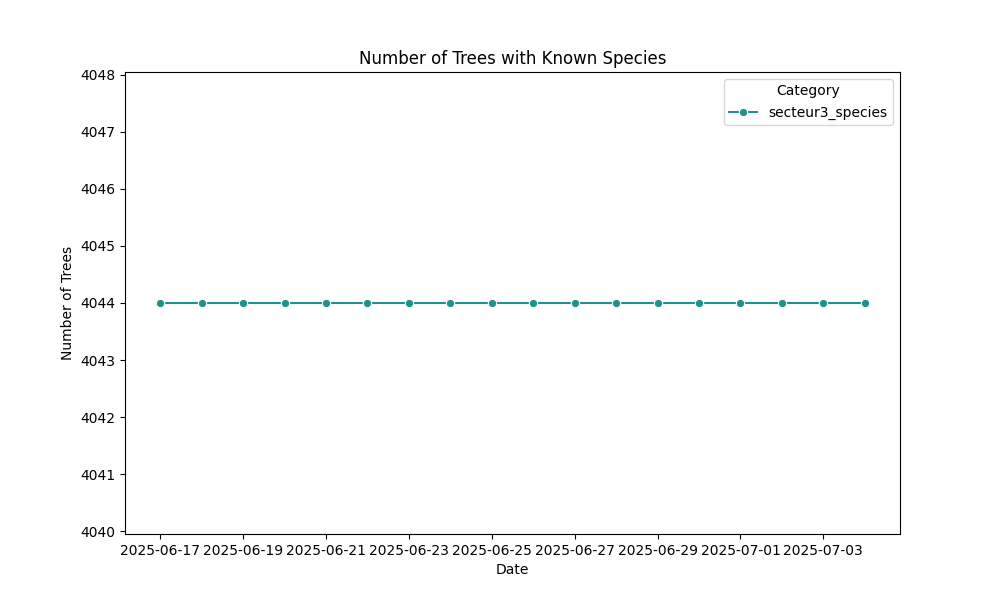 Number of Trees with Known Species
Category
secteur3_species
Number of Trees
4048
4047
4046
4045
4044
4043
4042
4041
4040
2025-06-17 2025-06-19 2025-06-21 2025-06-23 2025-06-25 2025-06-27 2025-06-29 2025-07-01 2025-07-03
Date